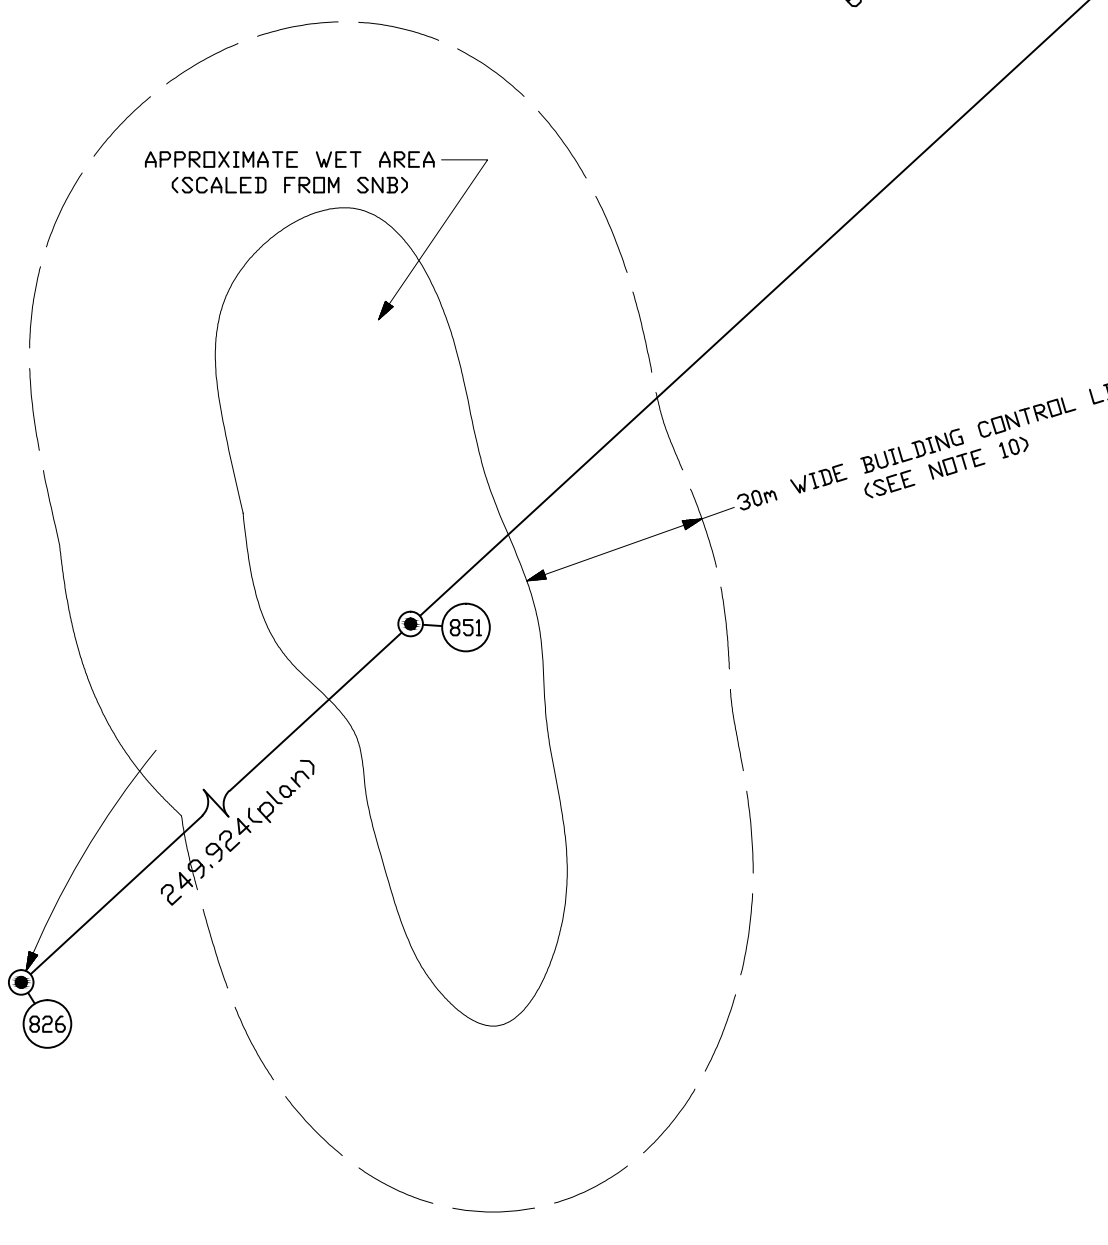 APPROXIMATE WET AREA
(SCALED FROM SNB)
30m WIDE BUILDING CONTROL
(SEE NOTE 10)
851
249.924(plan)
826